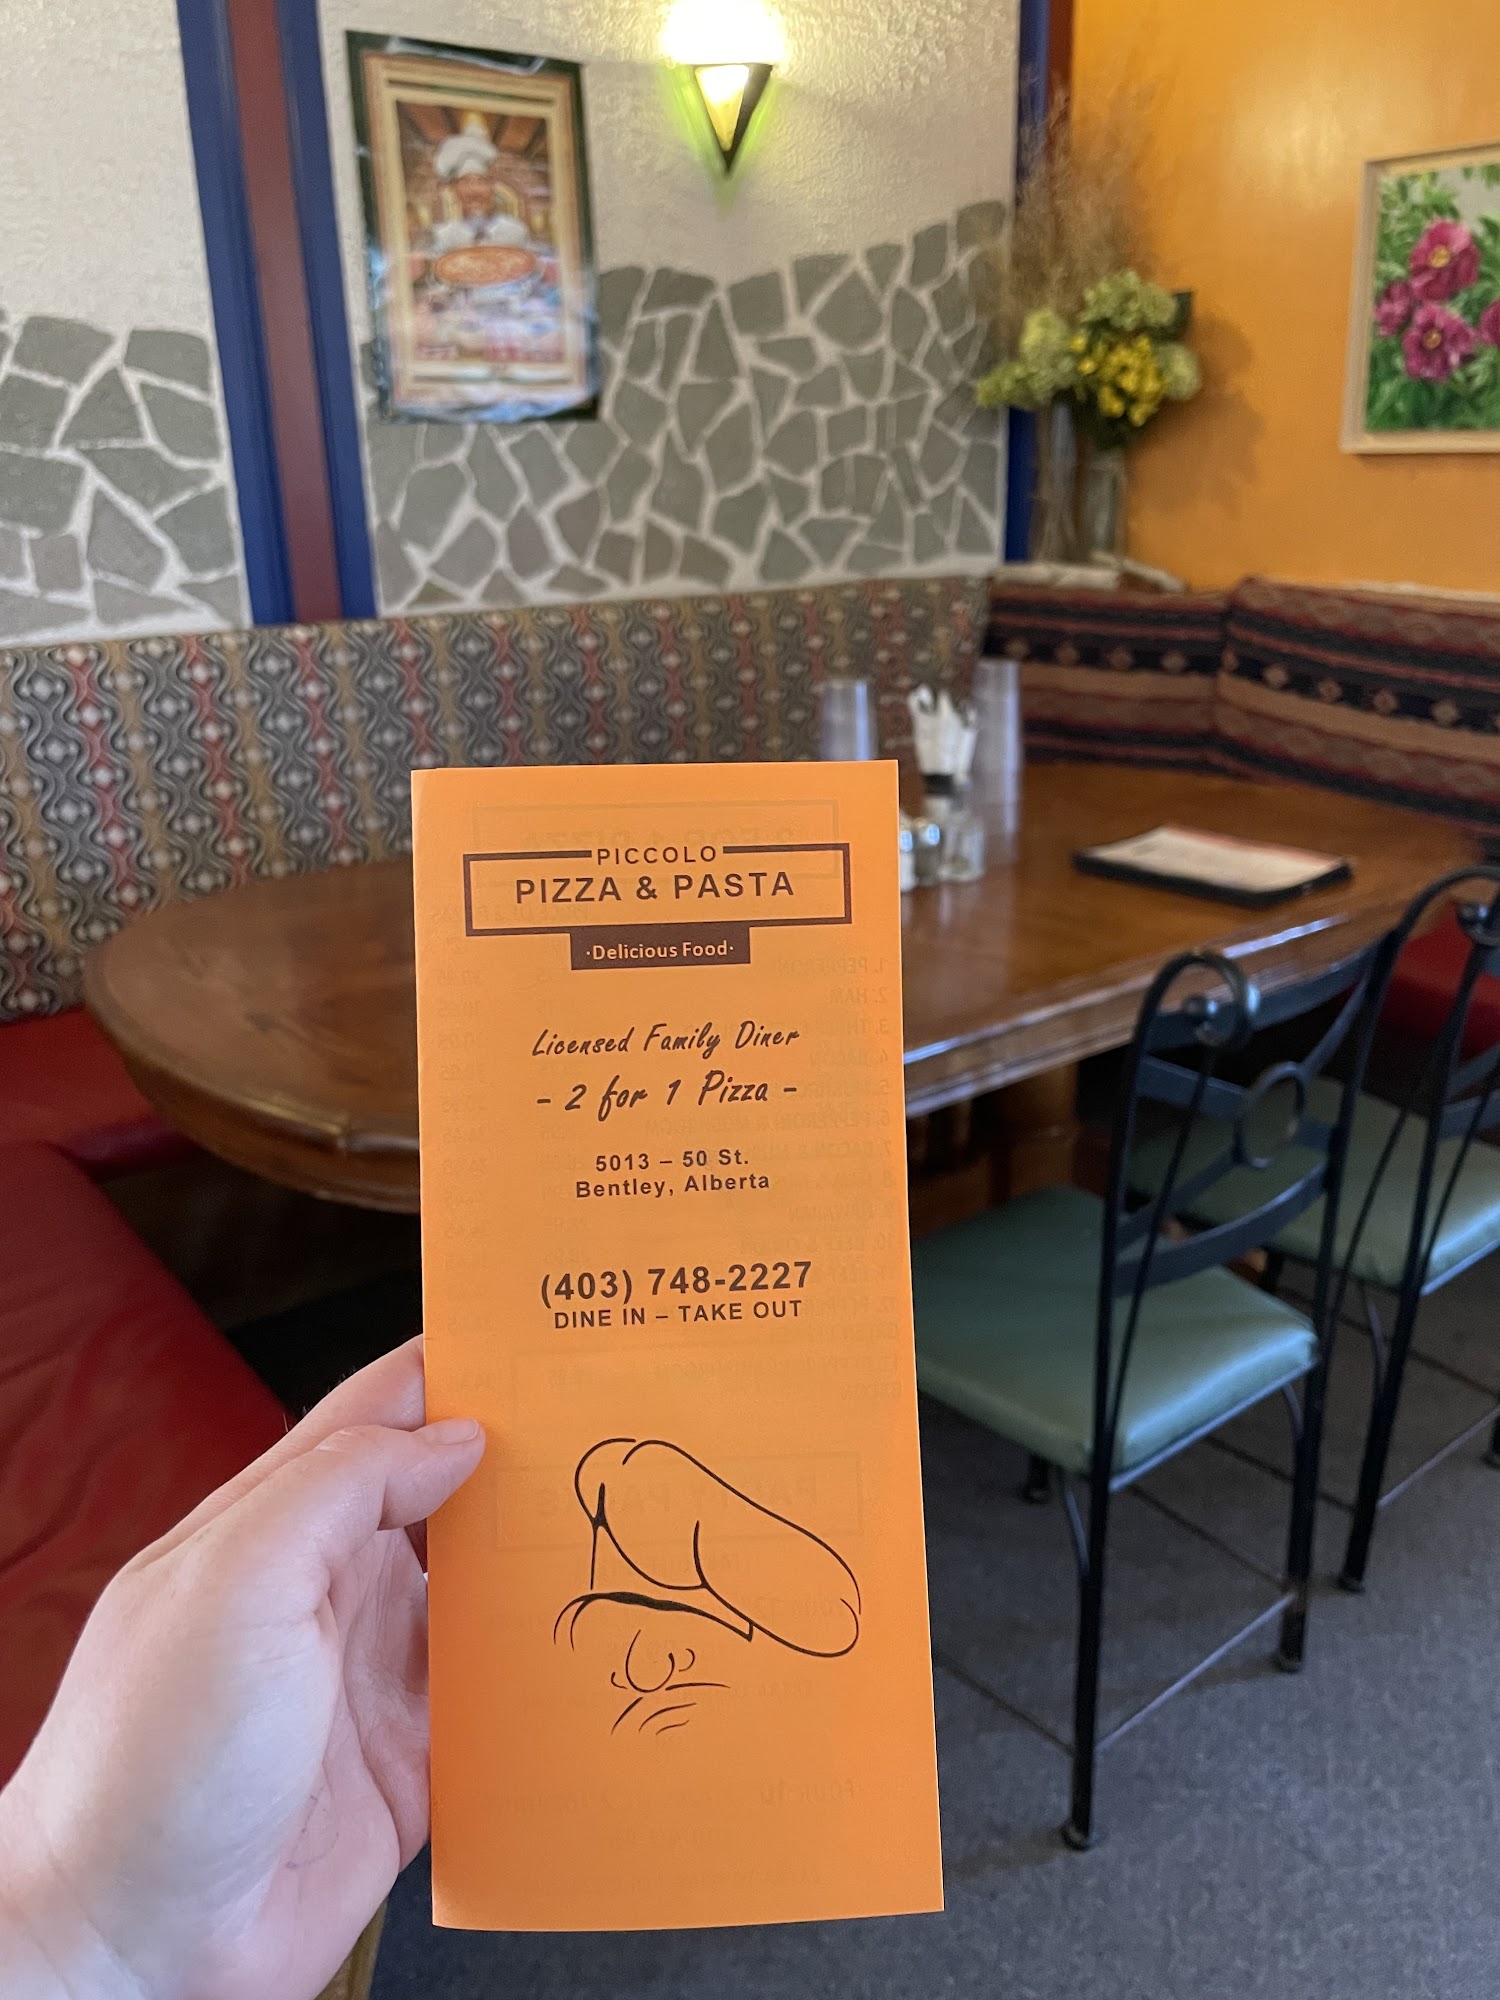 PICCOLO
PIZZA & PASTA
·Delicious Food·
Licensed Family Diner
- 2 for 1 Pizza -
5013 – 50 St.
Bentley, Alberta
(403) 748-2227
DINE IN – TAKE OUT